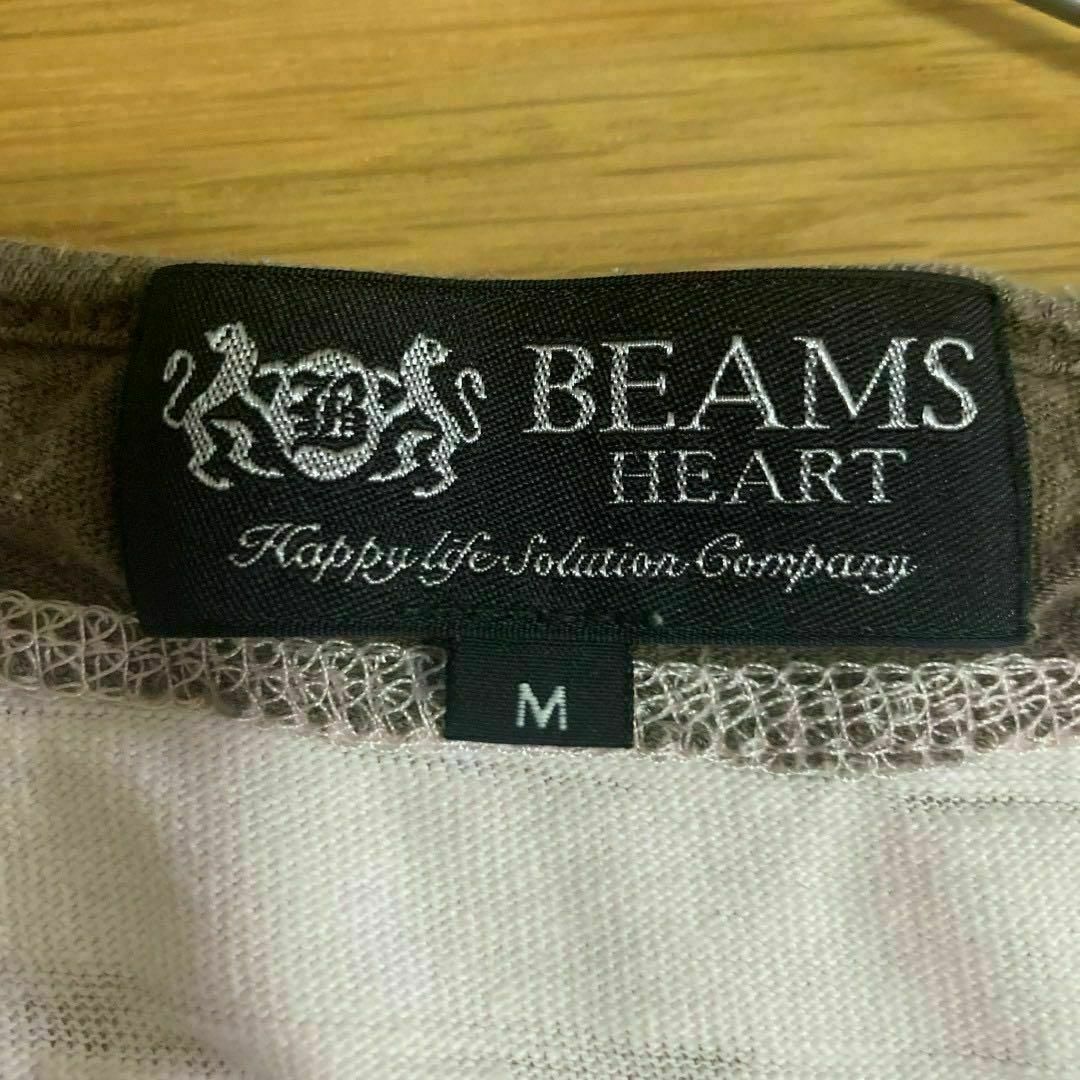 B
BEAMS
HEART
Happy life Solution Company
M